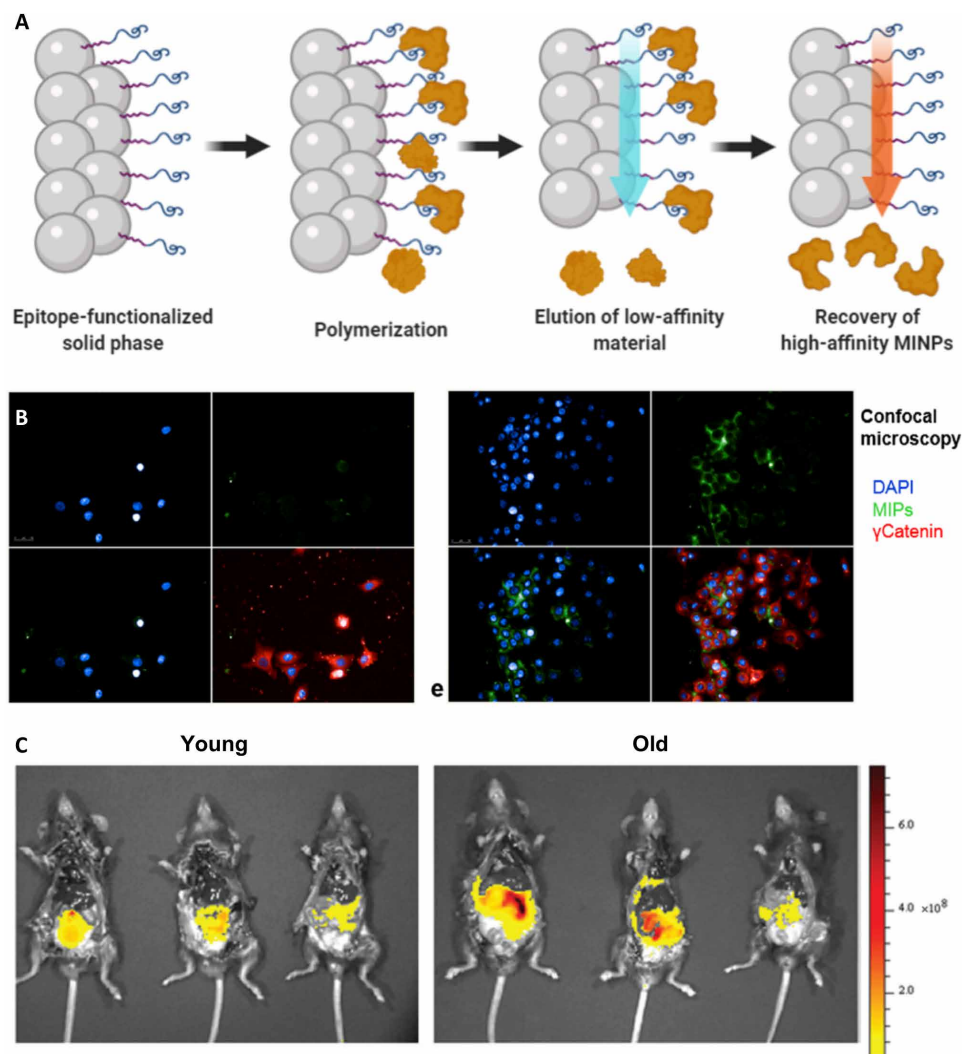 A
Epitope-functionalized
solid phase
Polymerization
Elution of low-affinity
material
Recovery of
high-affinity MINPs
B
e
Confocal
microscopy
DAPI
MIPs
γCatenin
C
Young
Old
6.0
4.0
×10⁸
2.0